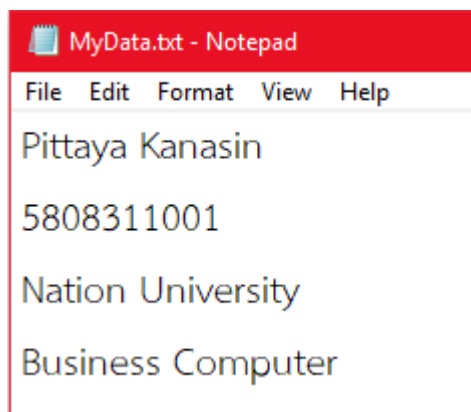 MyData.txt - Notepad
File Edit Format View Help
Pittaya Kanasin
5808311001
Nation University
Business Computer